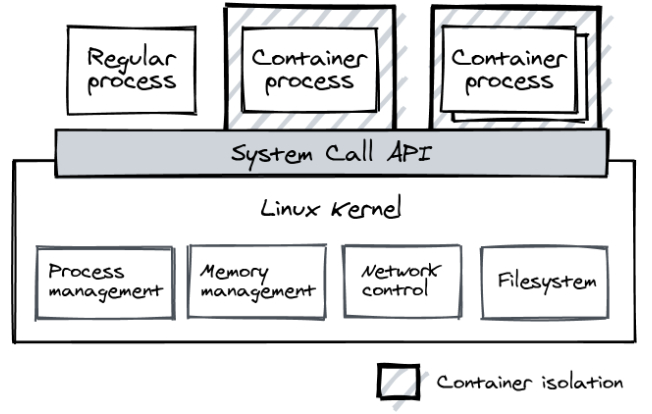 Regular
process
Container
process
Container
process
System Call API
Linux Kernel
Process
management
Memory
management
Network
control
Filesystem
Container isolation